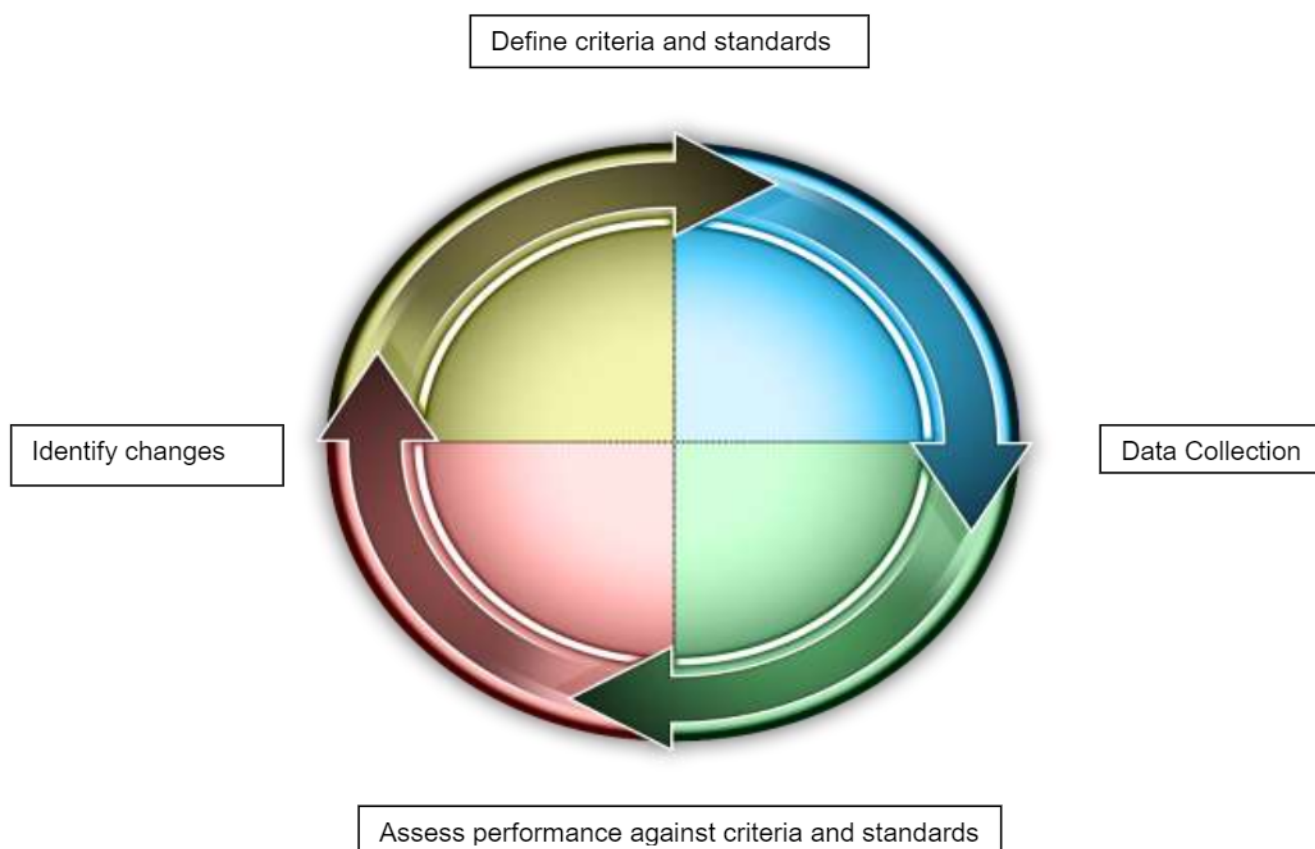 Define criteria and standards
Identify changes
Data Collection
Assess performance against criteria and standards